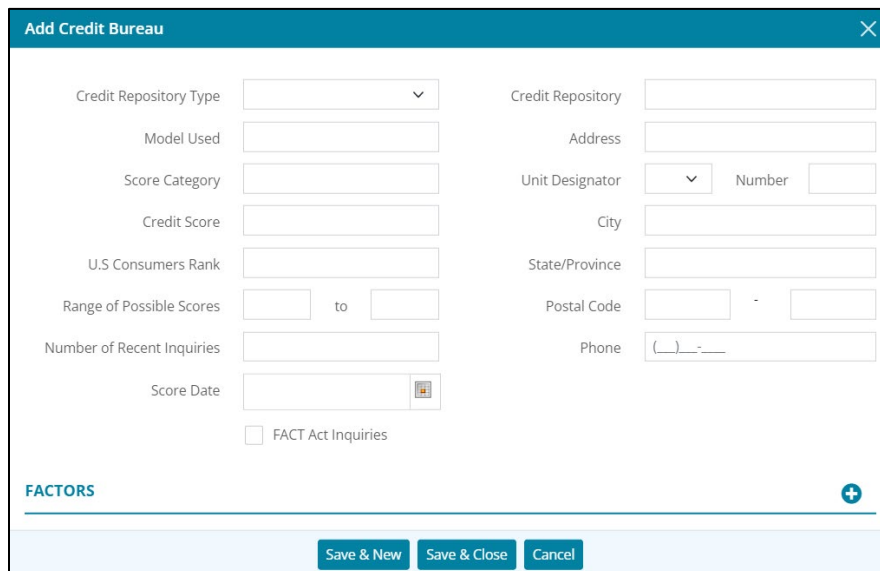 Add Credit Bureau
Credit Repository Type
Credit Repository
Model Used
Address
Score Category
Unit Designator
Number
Credit Score
City
U.S Consumers Rank
State/Province
Range of Possible Scores
to
Postal Code
-
Number of Recent Inquiries
Phone
(__)___-____
Score Date
FACT Act Inquiries
FACTORS
Save & New
Save & Close
Cancel